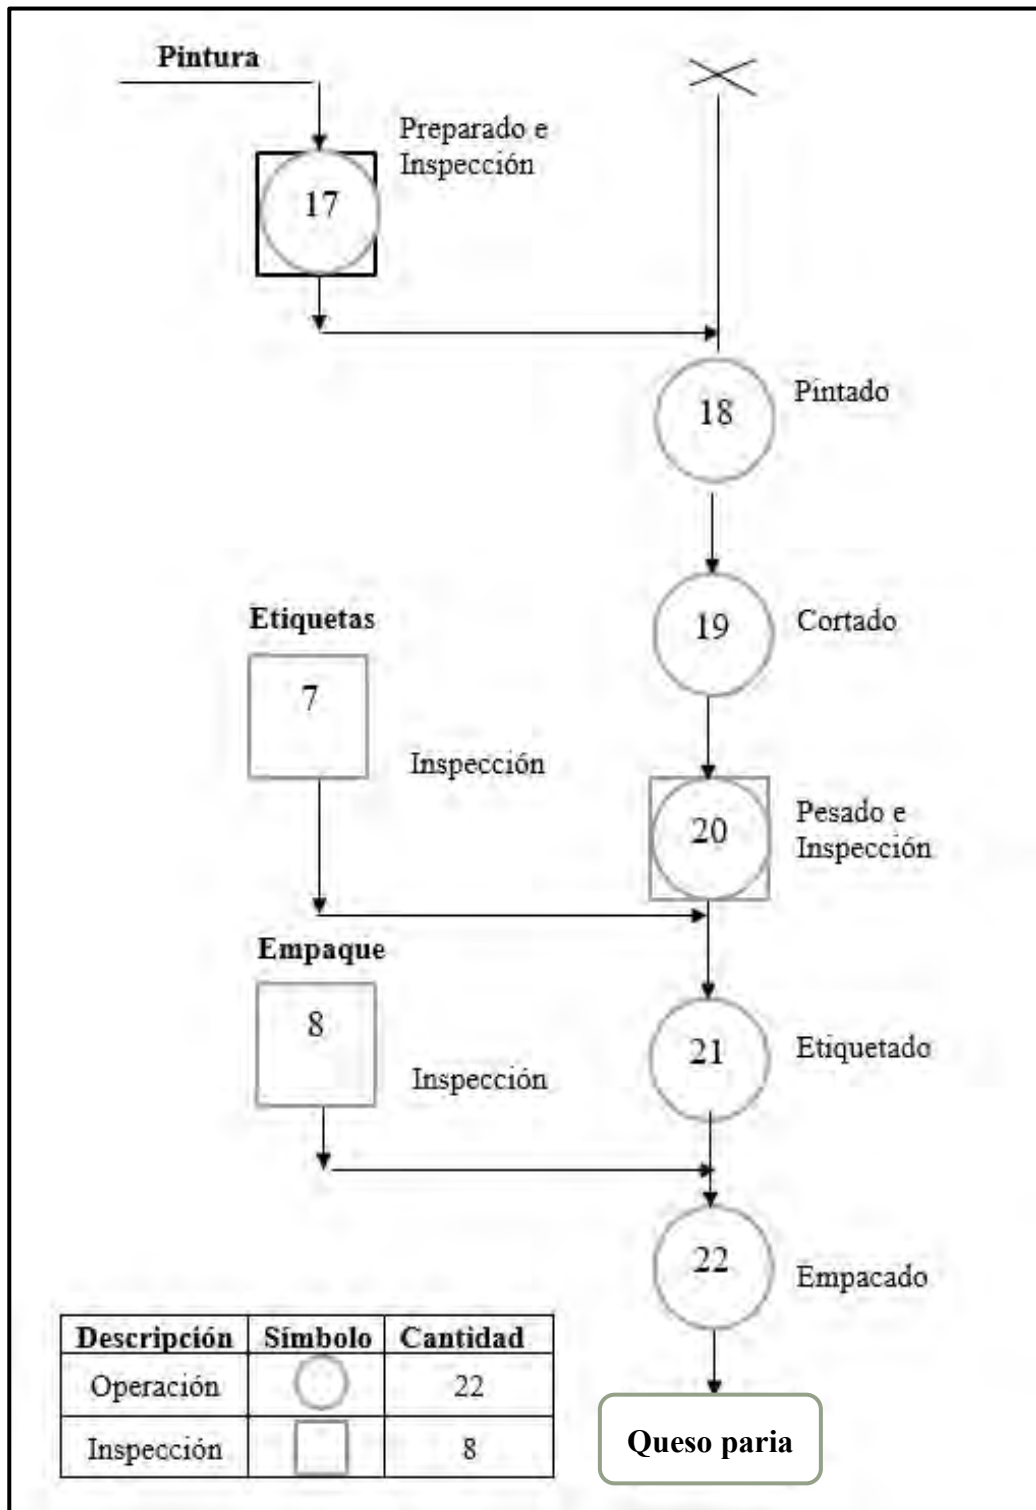 Pintura
Preparado e
Inspección
17
18
Pintado
19
Cortado
Etiquetas
7
Inspección
20
Pesado e
Inspección
Empaque
8
Inspección
21
Etiquetado
22
Empacado
Descripción Símbolo Cantidad
Operación 22
Inspección 8
Queso paria